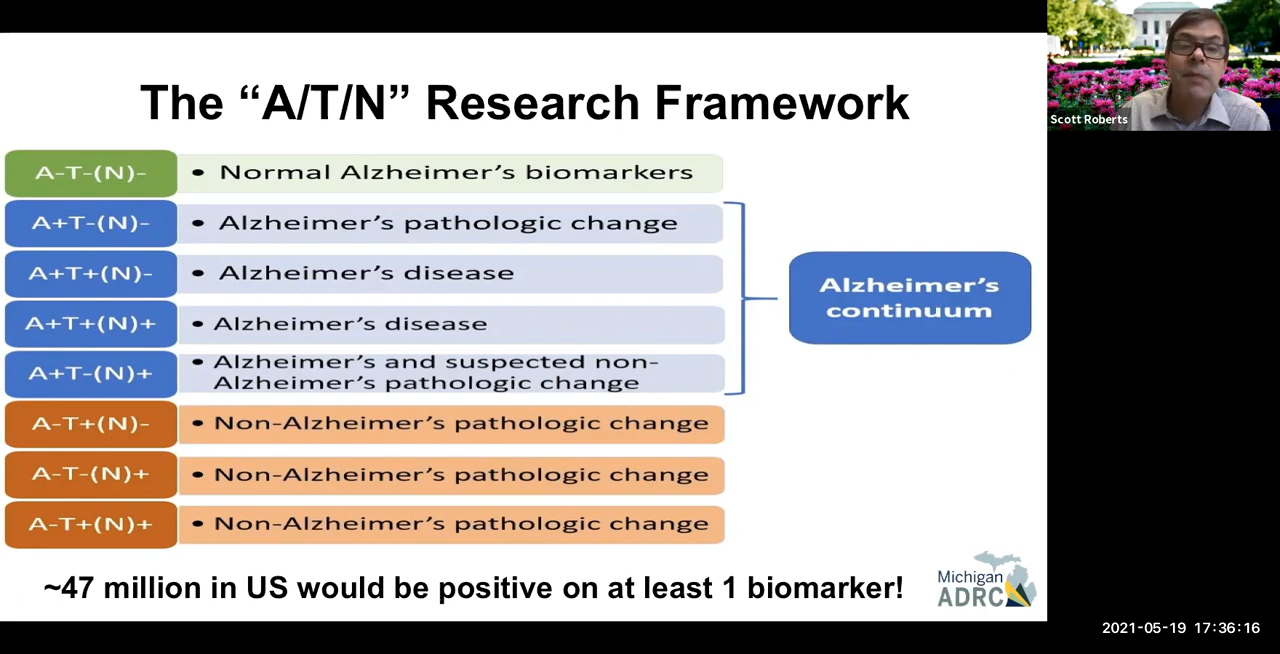 The “A/T/N” Research Framework
Scott Roberts
A-T-(N)-
• Normal Alzheimer’s biomarkers
A+T-(N)-
• Alzheimer’s pathologic change
A+T+(N)-
• Alzheimer’s disease
A+T+(N)+
• Alzheimer’s disease
A+T-(N)+
• Alzheimer’s and suspected non-
Alzheimer’s pathologic change
Alzheimer’s
continuum
A-T+(N)-
• Non-Alzheimer’s pathologic change
A-T-(N)+
• Non-Alzheimer’s pathologic change
A-T+(N)+
• Non-Alzheimer’s pathologic change
~47 million in US would be positive on at least 1 biomarker!
Michigan
ADRC
2021-05-19 17:36:16